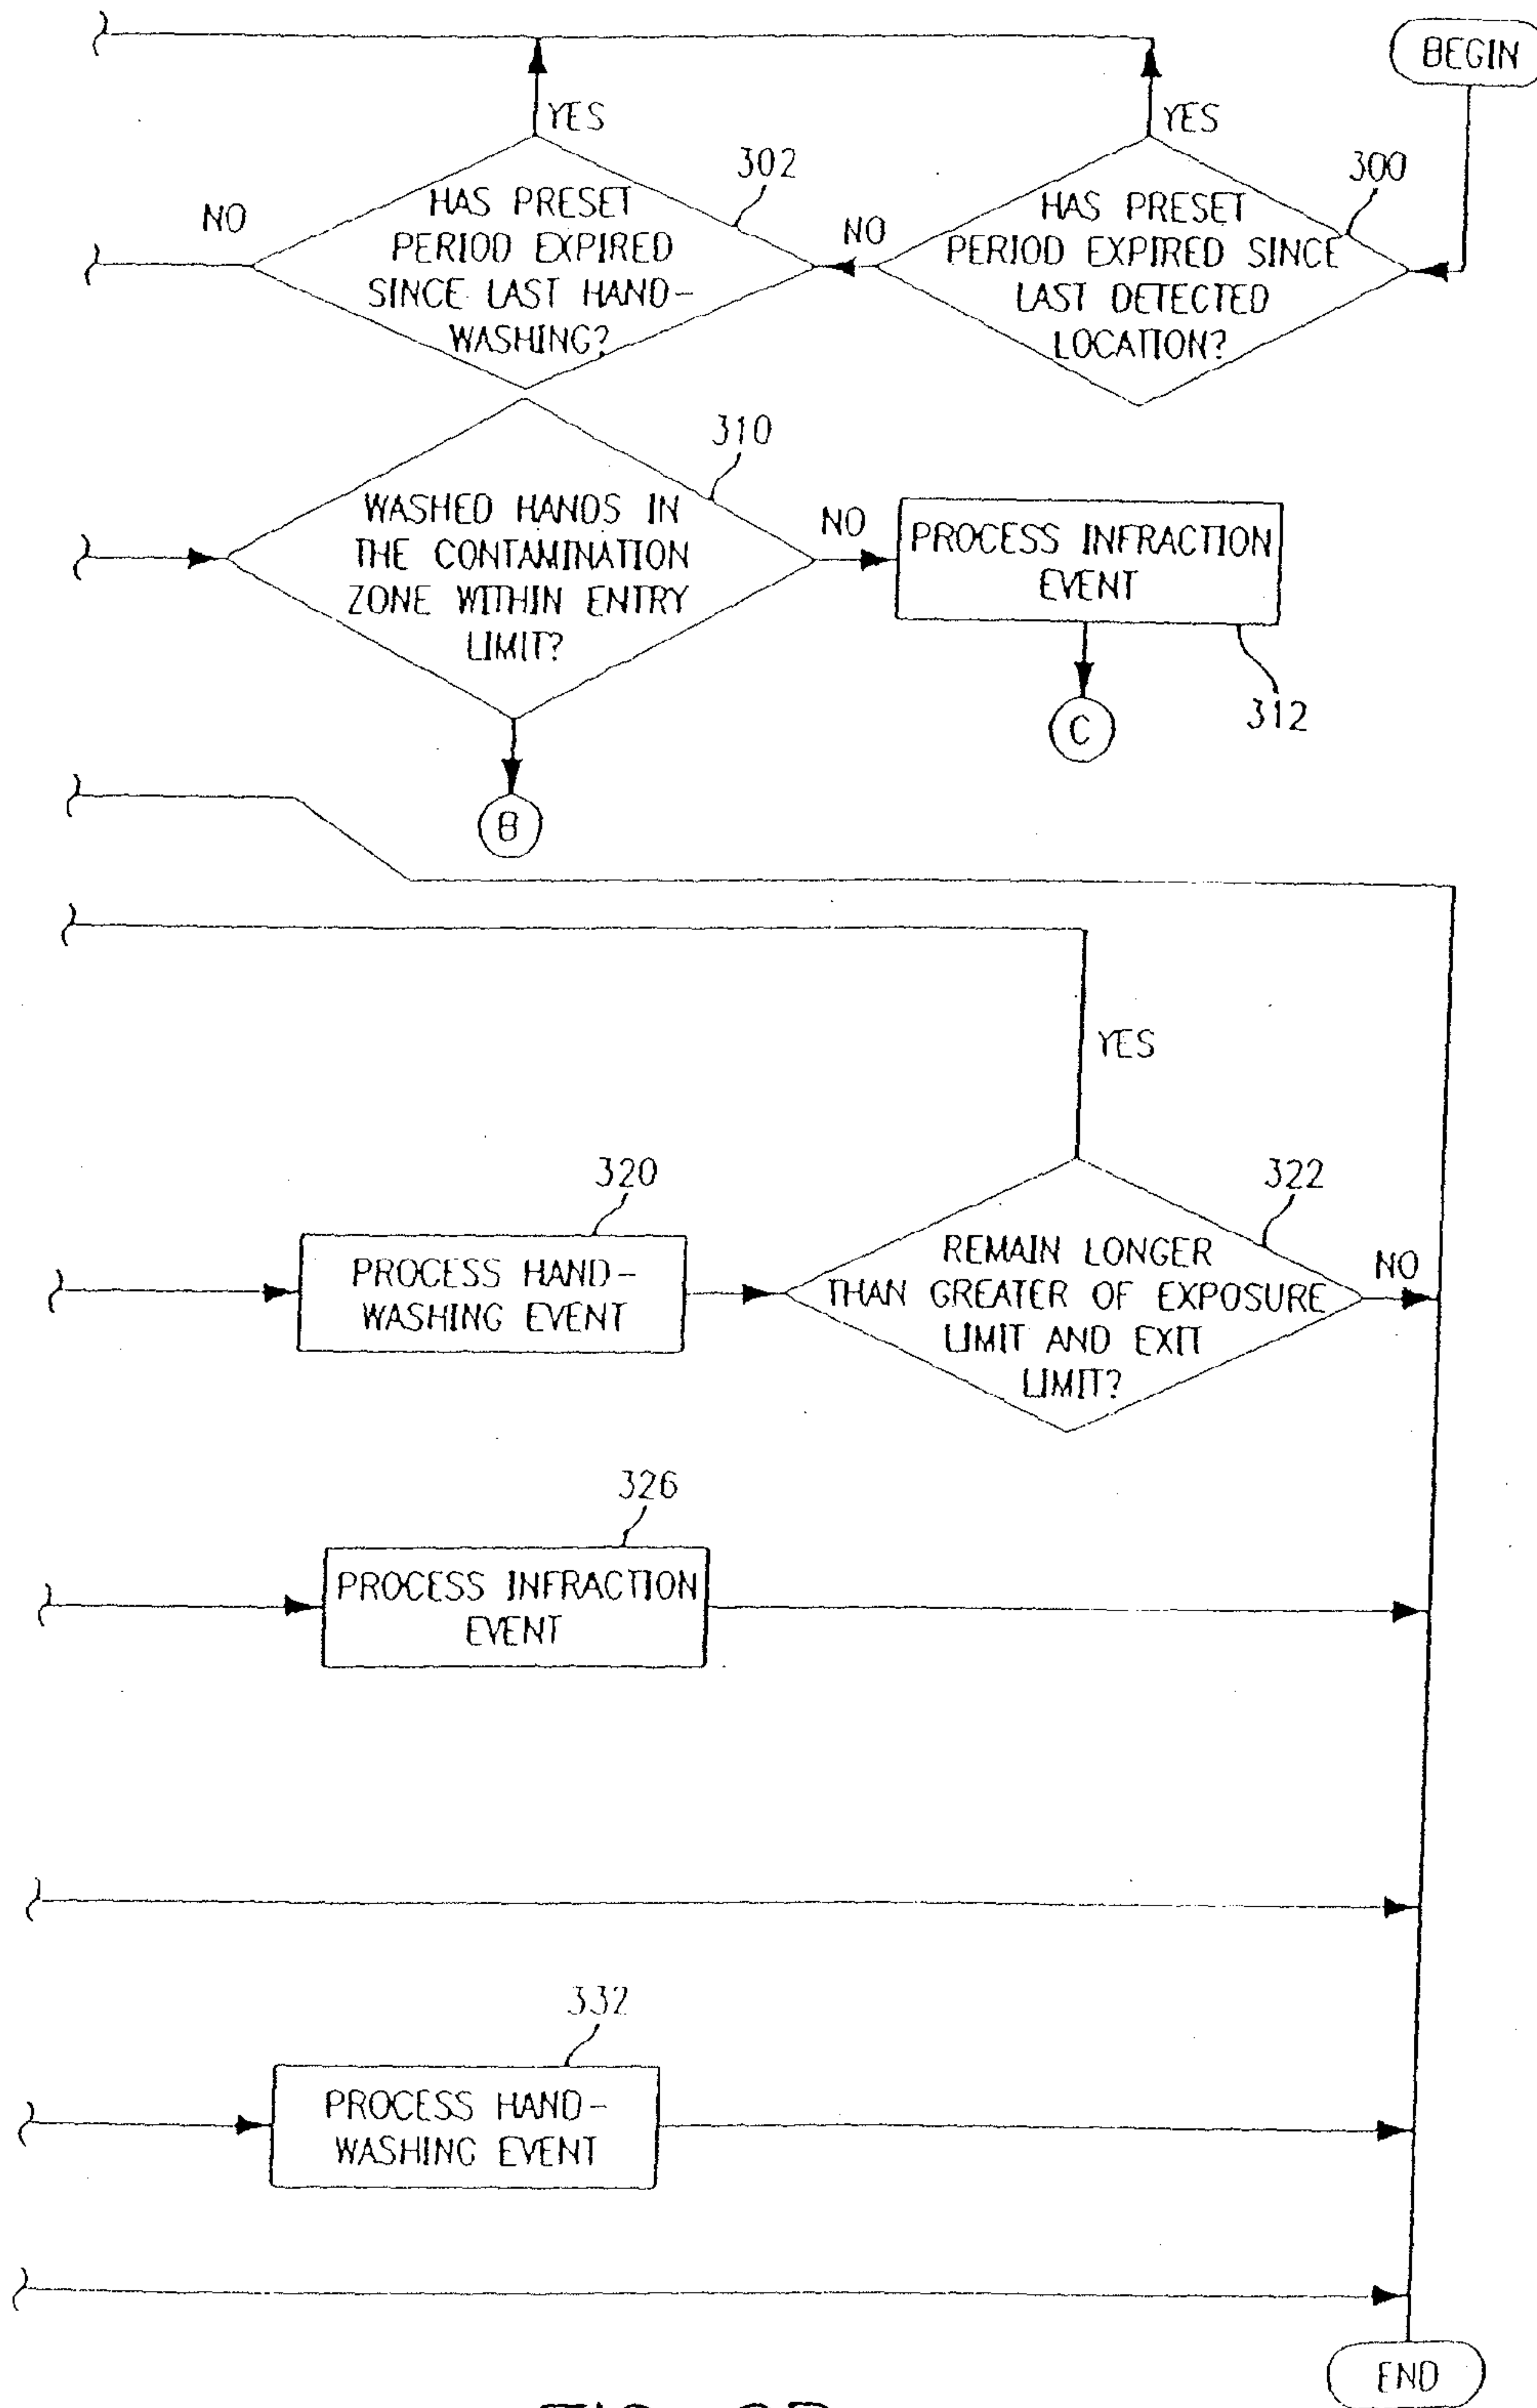 BEGIN
YES
YES
302
300
NO
HAS PRESET
PERIOD EXPIRED
SINCE LAST HAND-
WASHING?
NO
HAS PRESET
PERIOD EXPIRED SINCE
LAST DETECTED
LOCATION?
310
WASHED HANDS IN
THE CONTAMINATION
ZONE WITHIN ENTRY
LIMIT?
NO
PROCESS INFRACTION
EVENT
312
C
B
YES
320
322
PROCESS HAND-
WASHING EVENT
REMAIN LONGER
THAN GREATER OF EXPOSURE
LIMIT AND EXIT
LIMIT?
NO
326
PROCESS INFRACTION
EVENT
332
PROCESS HAND-
WASHING EVENT
END